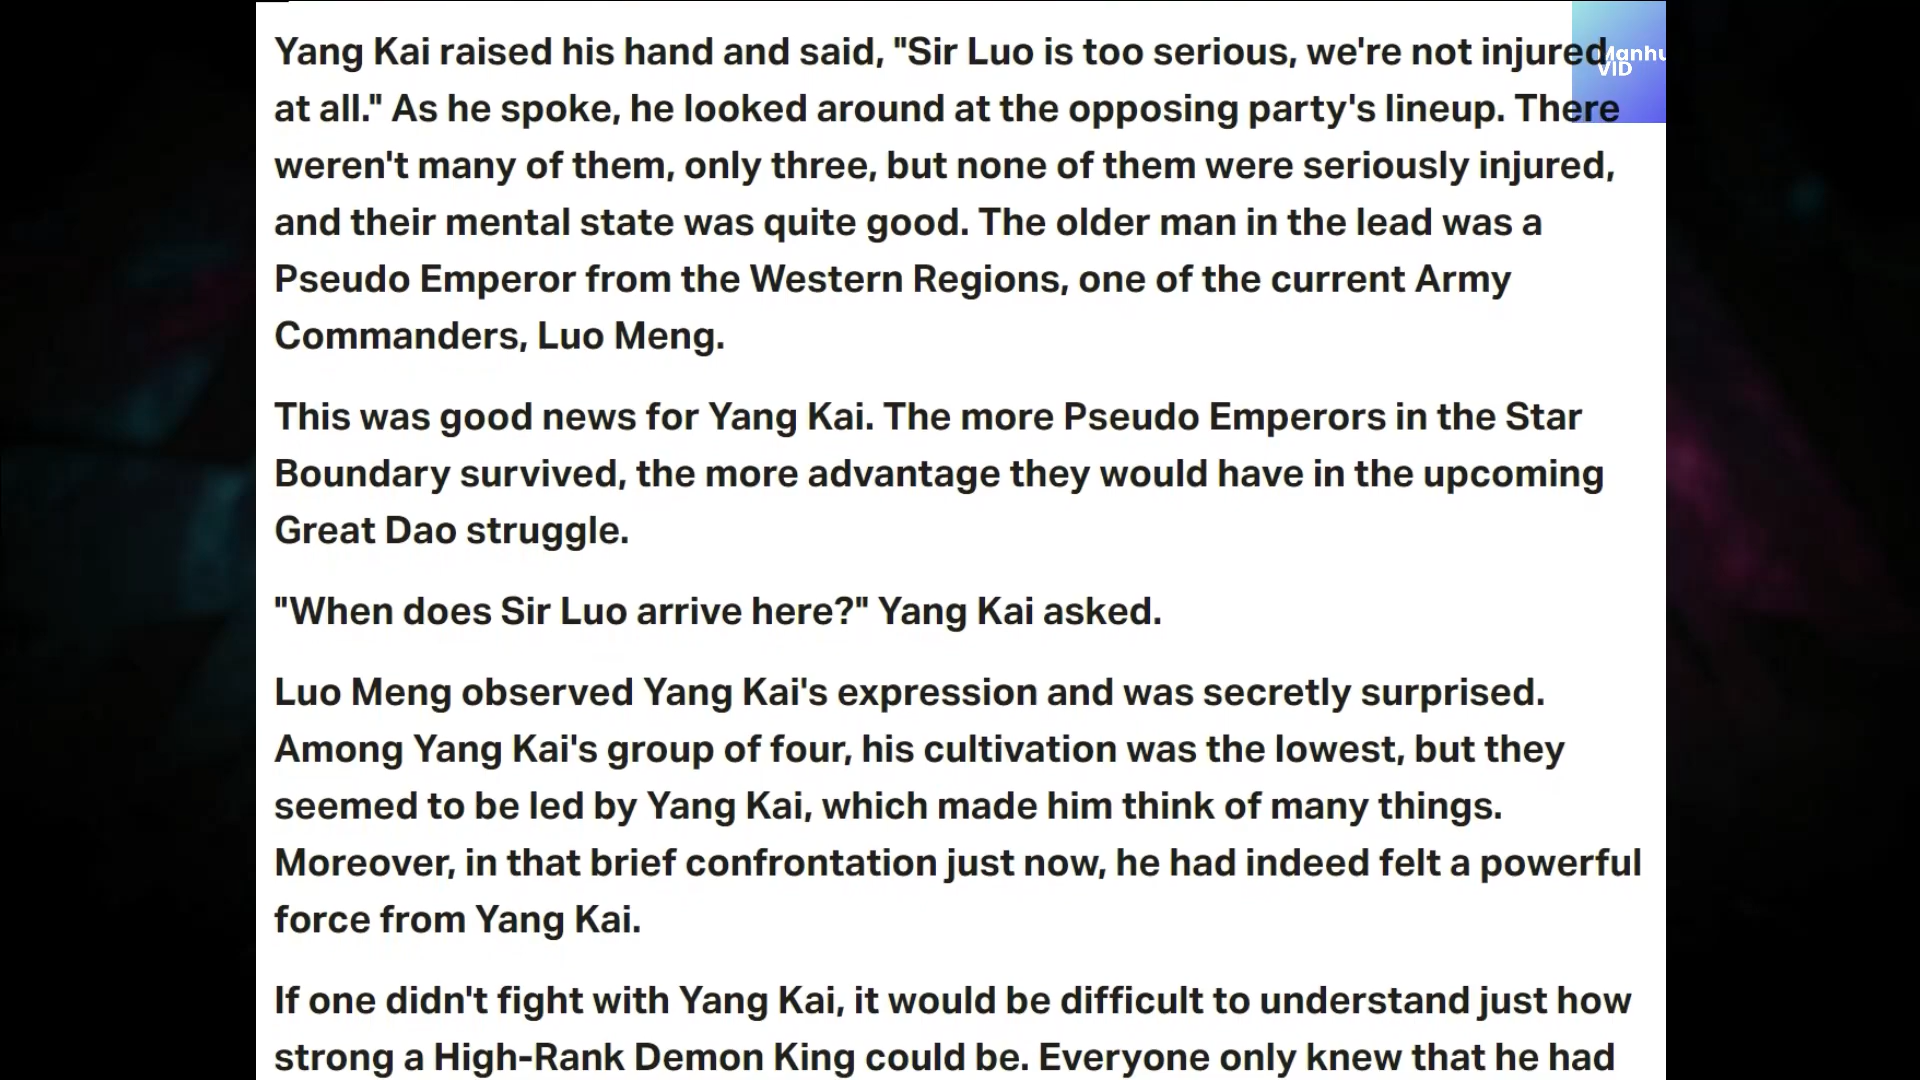 Yang Kai raised his hand and said, "Sir Luo is too serious, we're not injured
at all." As he spoke, he looked around at the opposing party's lineup. There
weren't many of them, only three, but none of them were seriously injured,
and their mental state was quite good. The older man in the lead was a
Pseudo Emperor from the Western Regions, one of the current Army
Commanders, Luo Meng.
This was good news for Yang Kai. The more Pseudo Emperors in the Star
Boundary survived, the more advantage they would have in the upcoming
Great Dao struggle.
"When does Sir Luo arrive here?" Yang Kai asked.
Luo Meng observed Yang Kai's expression and was secretly surprised.
Among Yang Kai's group of four, his cultivation was the lowest, but they
seemed to be led by Yang Kai, which made him think of many things.
Moreover, in that brief confrontation just now, he had indeed felt a powerful
force from Yang Kai.
If one didn't fight with Yang Kai, it would be difficult to understand just how
strong a High-Rank Demon King could be. Everyone only knew that he had
Manhu
VID